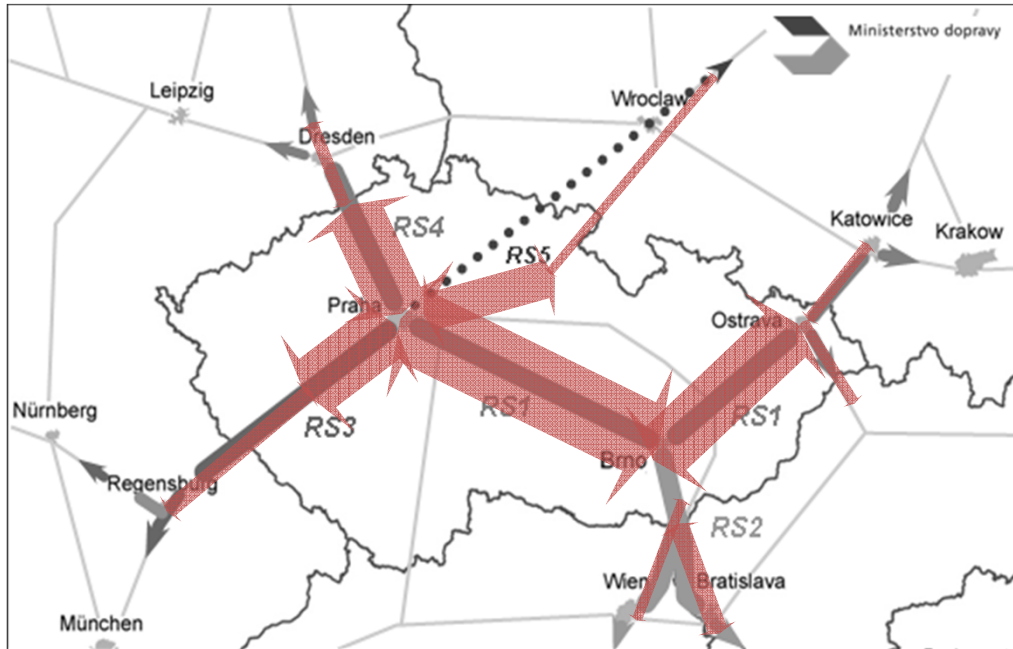 Ministerstvo dopravy
Leipzig
Wroclaw
Dresden
RS4
Katowice
Krakow
RS5
Praha
Ostrava
Nürnberg
RS3
RS1
RS1
Brno
Regensburg
RS2
Wien
Bratislava
München